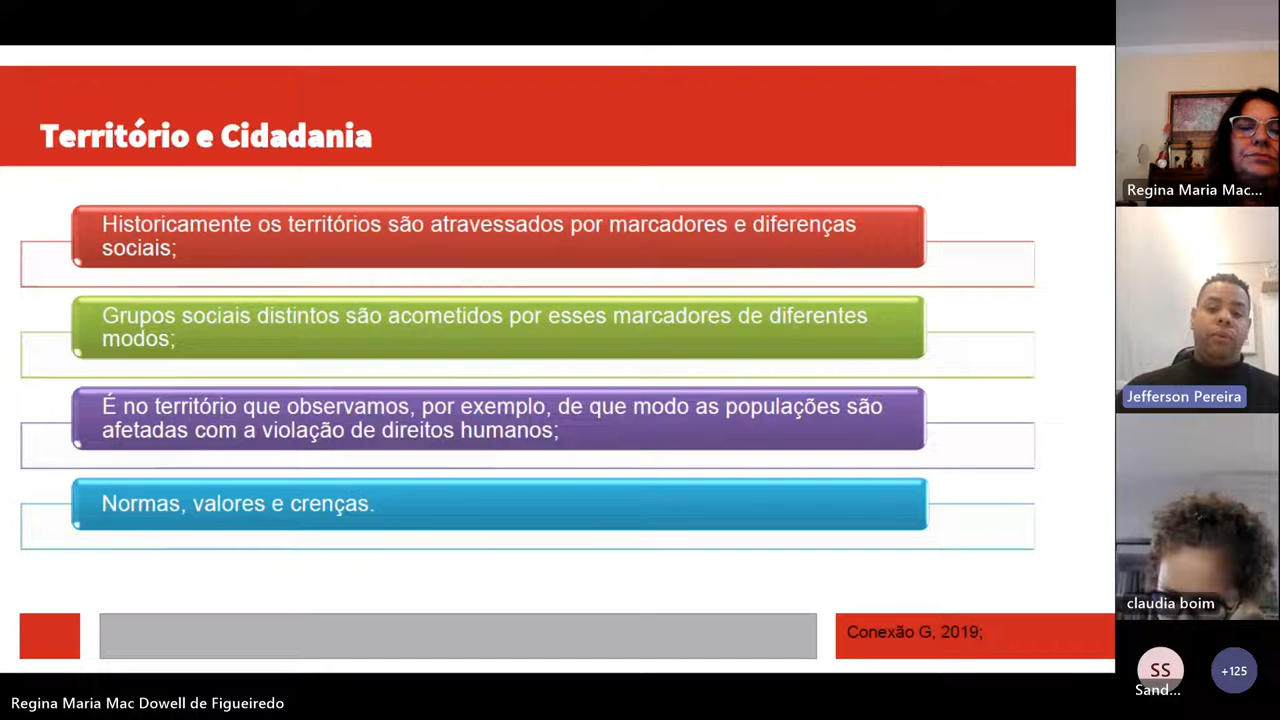 Território e Cidadania
Historicamente os territórios são atravessados por marcadores e diferenças
sociais;
Grupos sociais distintos são acometidos por esses marcadores de diferentes
modos;
É no território que observamos, por exemplo, de que modo as populações são
afetadas com a violação de direitos humanos;
Normas, valores e crenças.
Conexão G, 2019;
Regina Maria Mac...
Jefferson Pereira
claudia boim
SS
Sand...
+125
Regina Maria Mac Dowell de Figueiredo